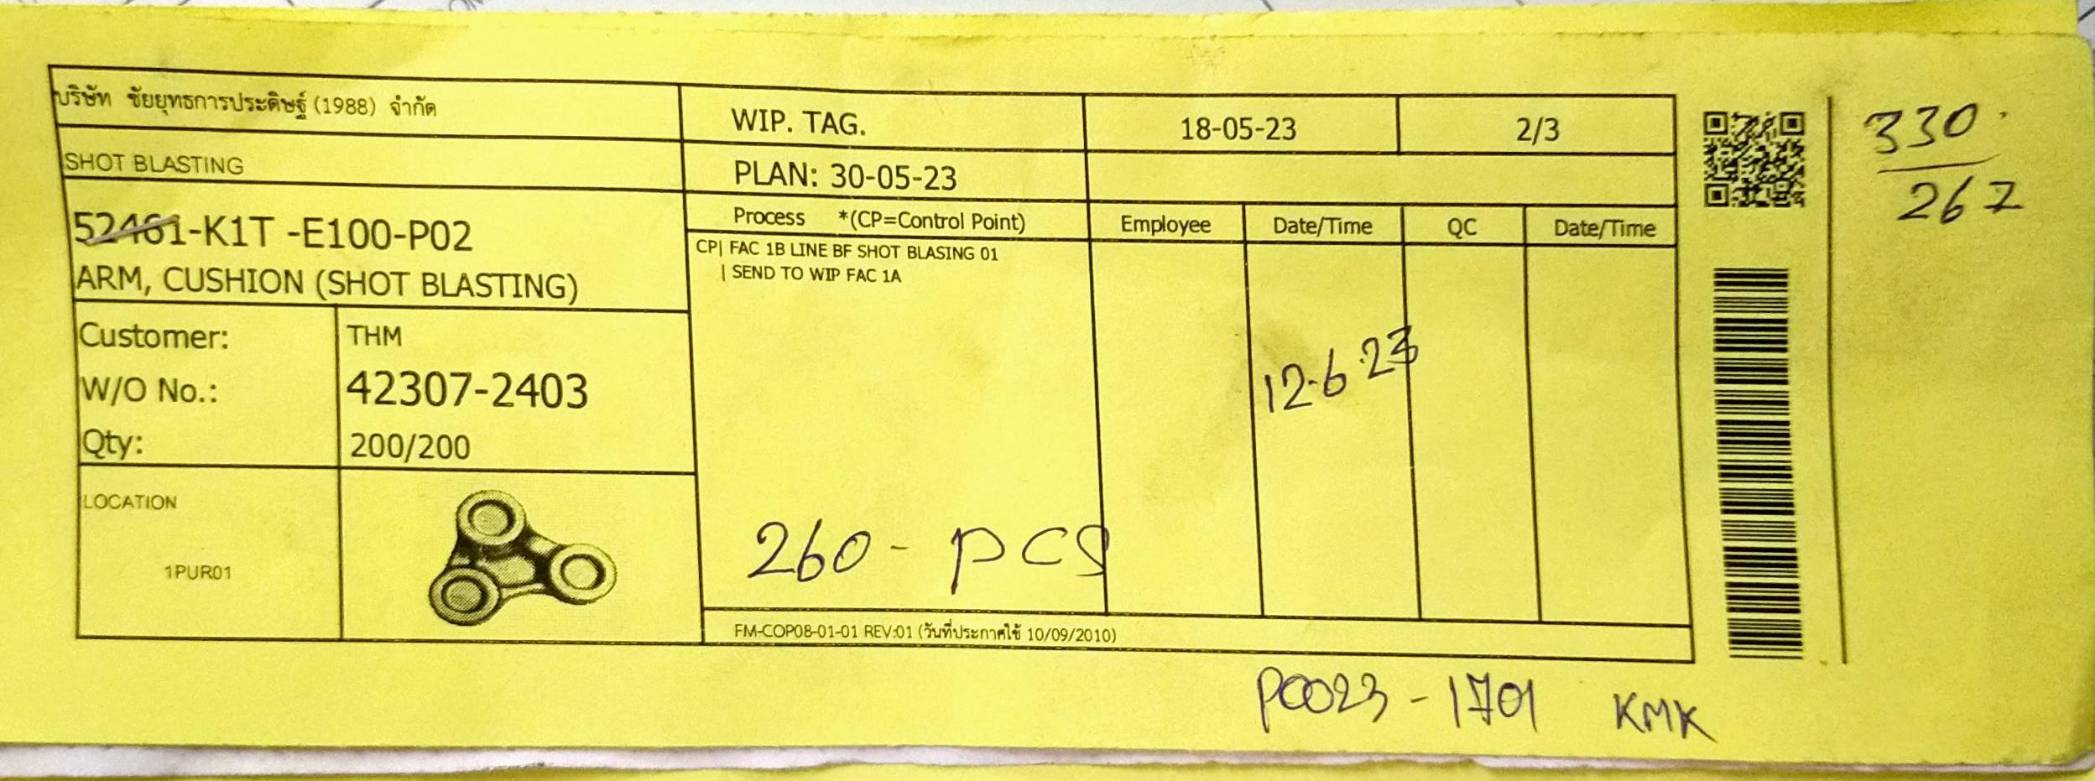 บริษัท ชัยยุทธการประดิษฐ์ (1988) จำกัด
WIP. TAG.
18-05-23
2/3
330
267
SHOT BLASTING
PLAN: 30-05-23
52461-K1T -E100-P02
ARM, CUSHION (SHOT BLASTING)
Process *(CP=Control Point)
Employee
Date/Time
QC
Date/Time
CP| FAC 1B LINE BF SHOT BLASING 01
| SEND TO WIP FAC 1A
Customer: THM
W/O No.: 42307-2403
Qty: 200/200
12-6-23
LOCATION
1PUR01
260- pcs
FM-COP08-01-01 REV:01 (วันที่ประกาศใช้ 10/09/2010)
PO023-1701 KMK